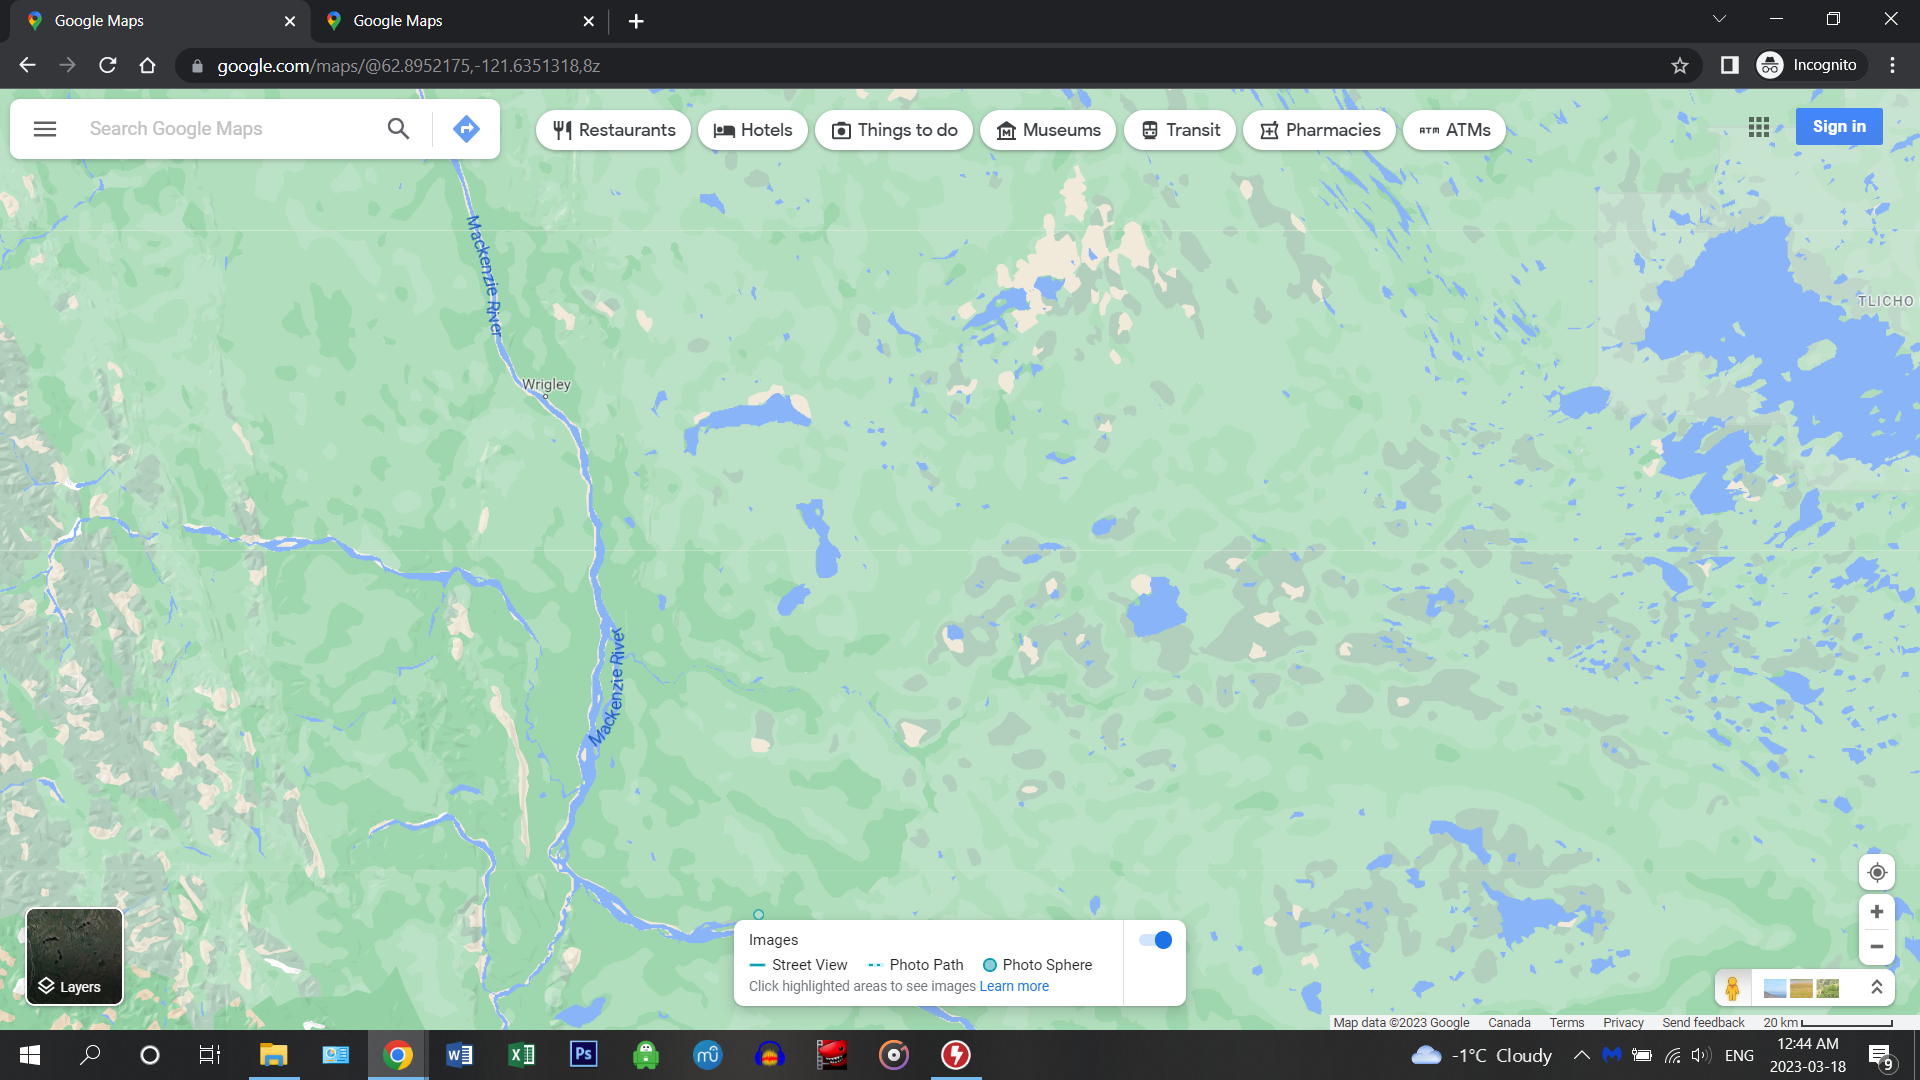 Google Maps
Google Maps
google.com/maps/@62.8952175,-121.6351318,8z
Incognito
Search Google Maps
Restaurants
Hotels
Things to do
Museums
Transit
Pharmacies
ATM ATMs
Sign in
Mackenzie River
TLICHO
Wrigley
Mackenzie River
Images
Street View
Photo Path
Photo Sphere
Click highlighted areas to see images Learn more
Layers
Map data ©2023 Google
Canada
Terms
Privacy
Send feedback
20 km
W
X
Ps
-1°C Cloudy
ENG
12:44 AM
2023-03-18
9